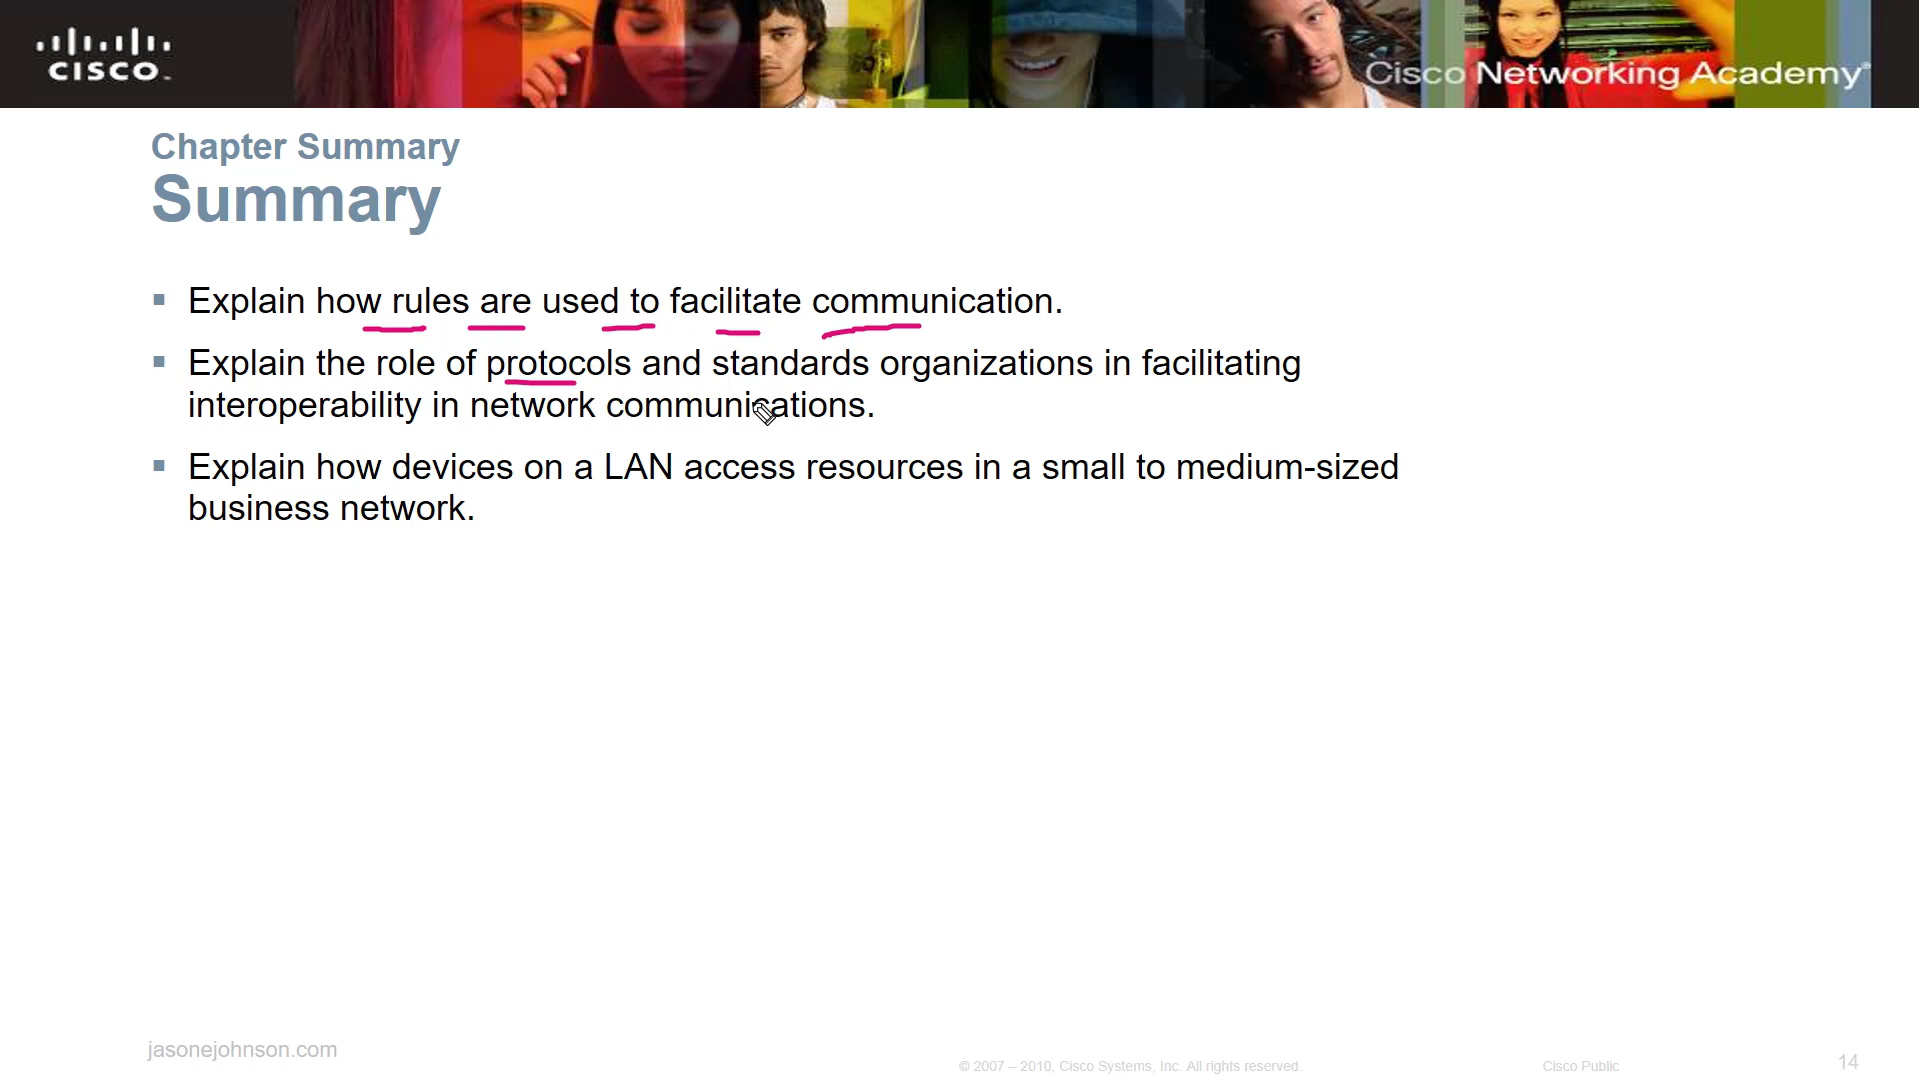 CISCO
Cisco Networking Academy®
Chapter Summary
Summary
Explain how rules are used to facilitate communication.
Explain the role of protocols and standards organizations in facilitating
interoperability in network communications.
Explain how devices on a LAN access resources in a small to medium-sized
business network.
jasonejohnson.com
© 2007 – 2010, Cisco Systems, Inc. All rights reserved.
Cisco Public
14